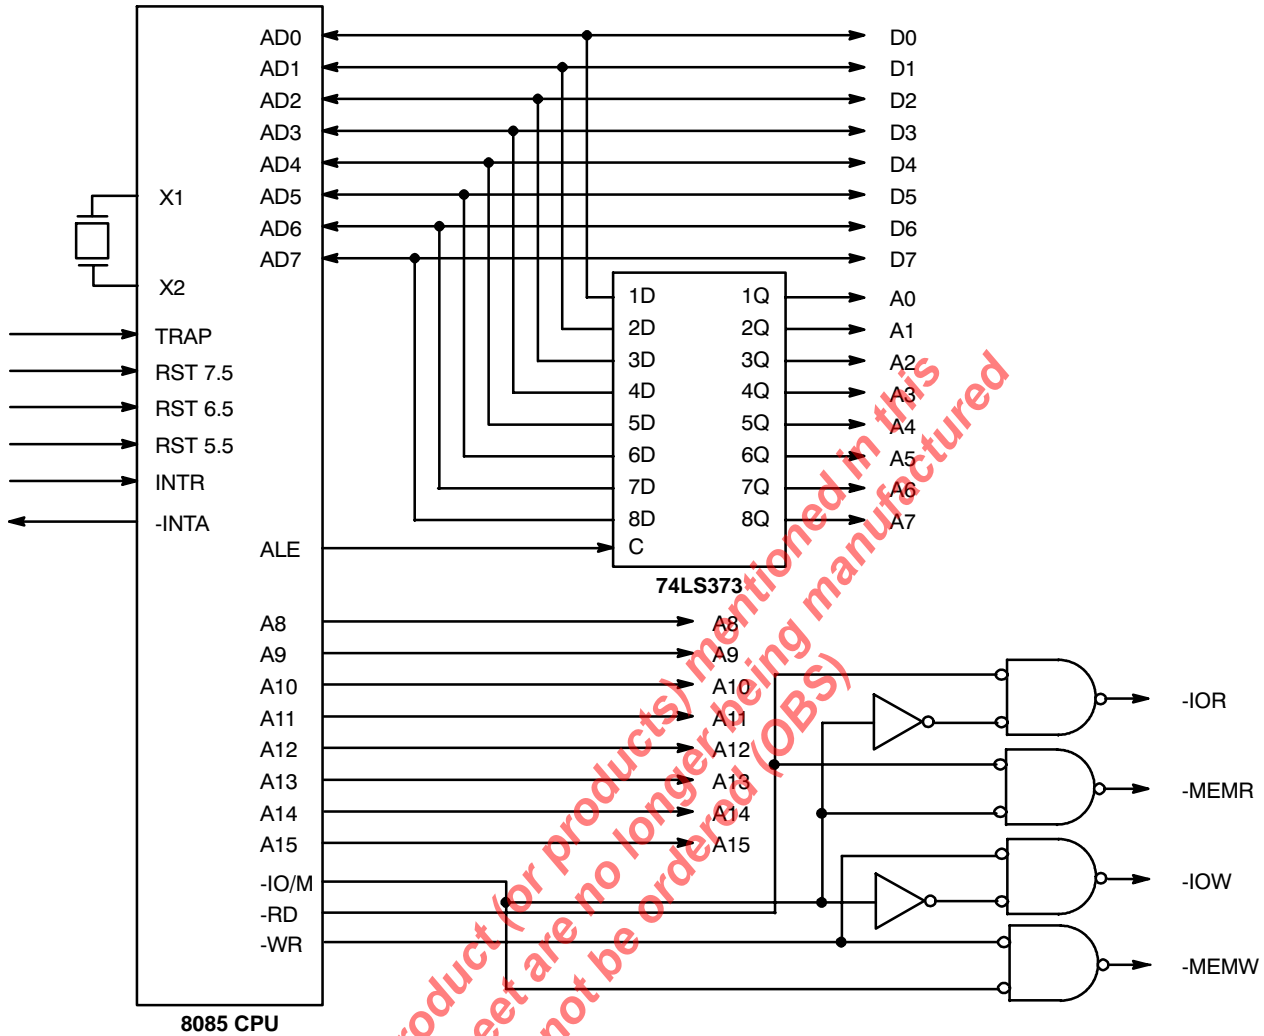 AD0
AD1
AD2
AD3
AD4
AD5
AD6
AD7
D0
D1
D2
D3
D4
D5
D6
D7
X1
X2
TRAP
RST 7.5
RST 6.5
RST 5.5
INTR
-INTA
ALE
1D 1Q A0
2D 2Q A1
3D 3Q A2
4D 4Q A3
5D 5Q A4
6D 6Q A5
7D 7Q A6
8D 8Q A7
C
74LS373
A8 A8
A9 A9
A10 A10
A11 A11
A12 A12
A13 A13
A14 A14
A15 A15
-IO/M
-RD
-WR
-IOR
-MEMR
-IOW
-MEMW
8085 CPU
product (or products) mentioned in this
sheet are no longer being manufactured
not be ordered (OBS)